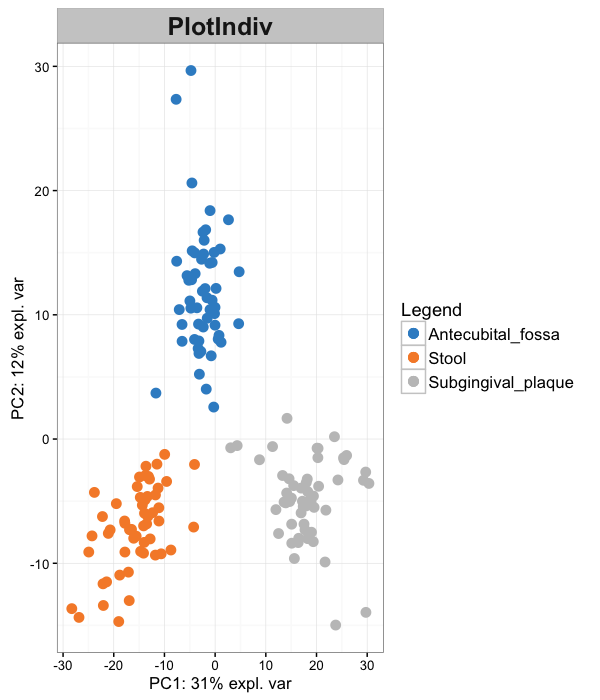 PlotIndiv
30
20
10
0
-10
PC2: 12% expl. var
-30 -20 -10 0 10 20 30
PC1: 31% expl. var
Legend
Antecubital_fossa
Stool
Subgingival_plaque